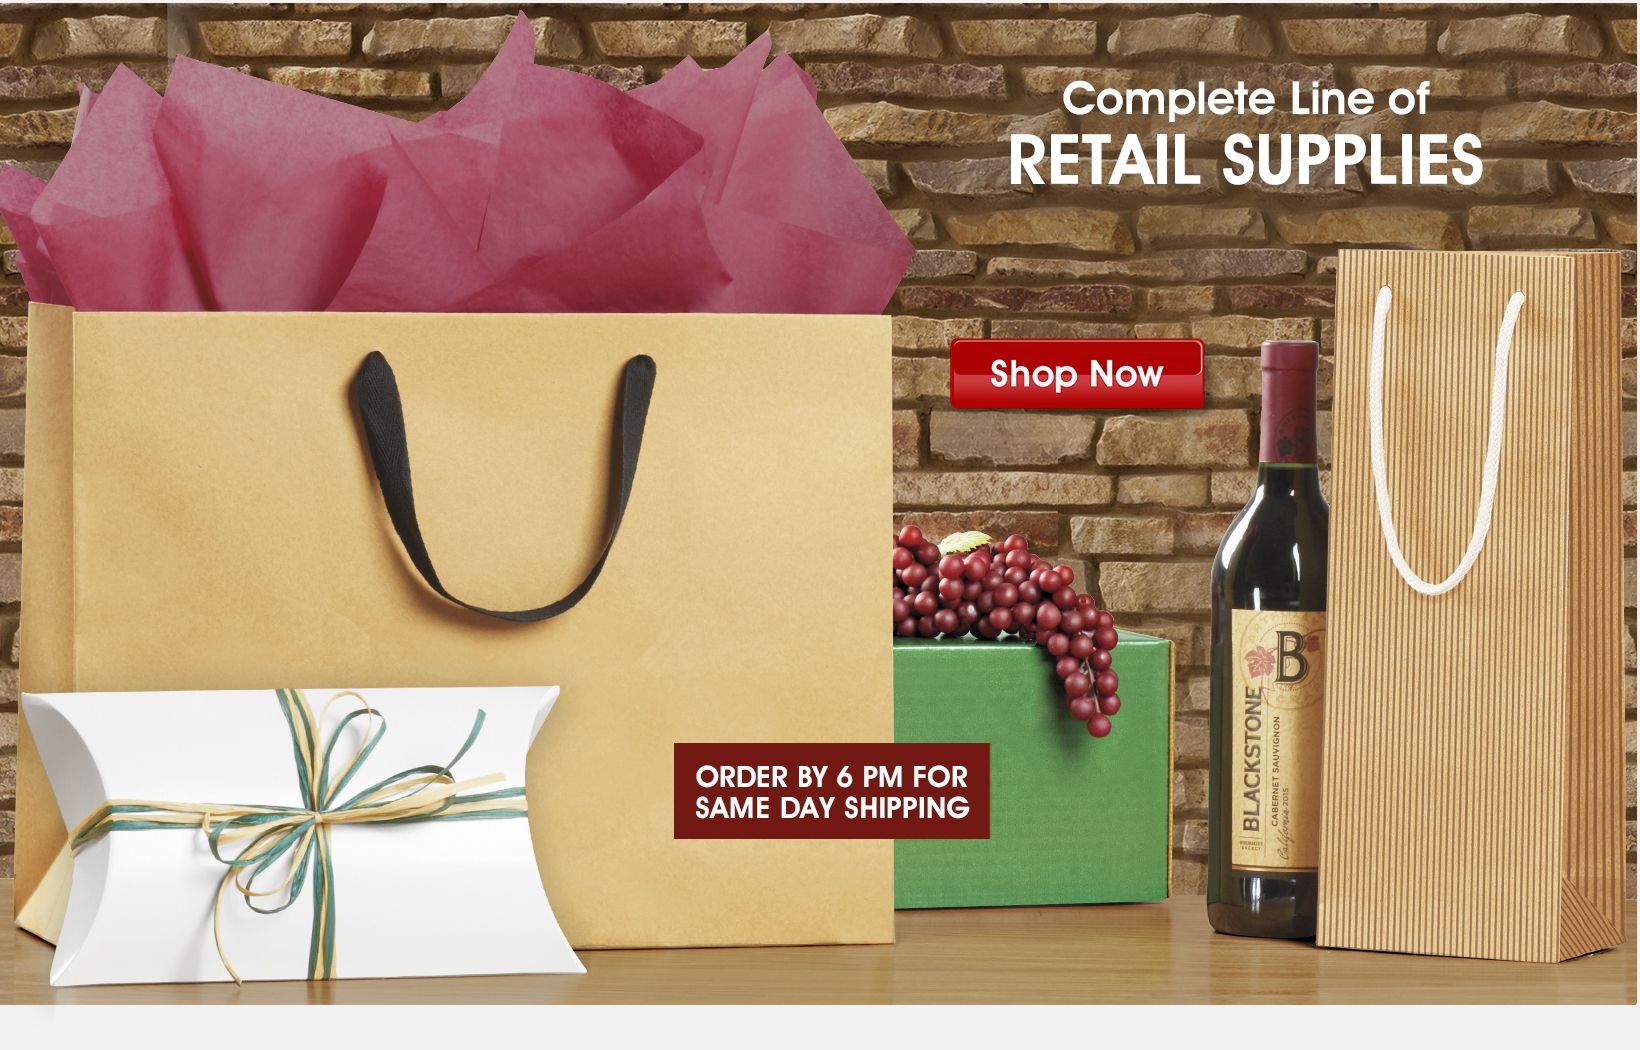 Complete Line of
RETAIL SUPPLIES
Shop Now
ORDER BY 6 PM FOR
SAME DAY SHIPPING
B
BLACKSTONE
CABERNET SAUVIGNON
California 2015